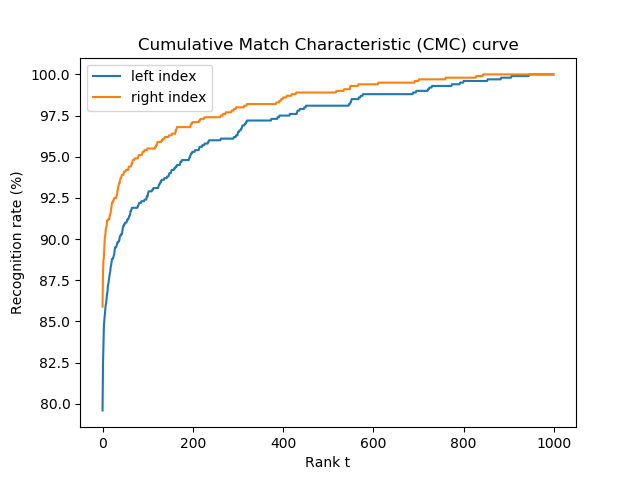 Cumulative Match Characteristic (CMC) curve
left index
right index
100.0
97.5
95.0
92.5
90.0
87.5
85.0
82.5
80.0
Recognition rate (%)
0 200 400 600 800 1000
Rank t